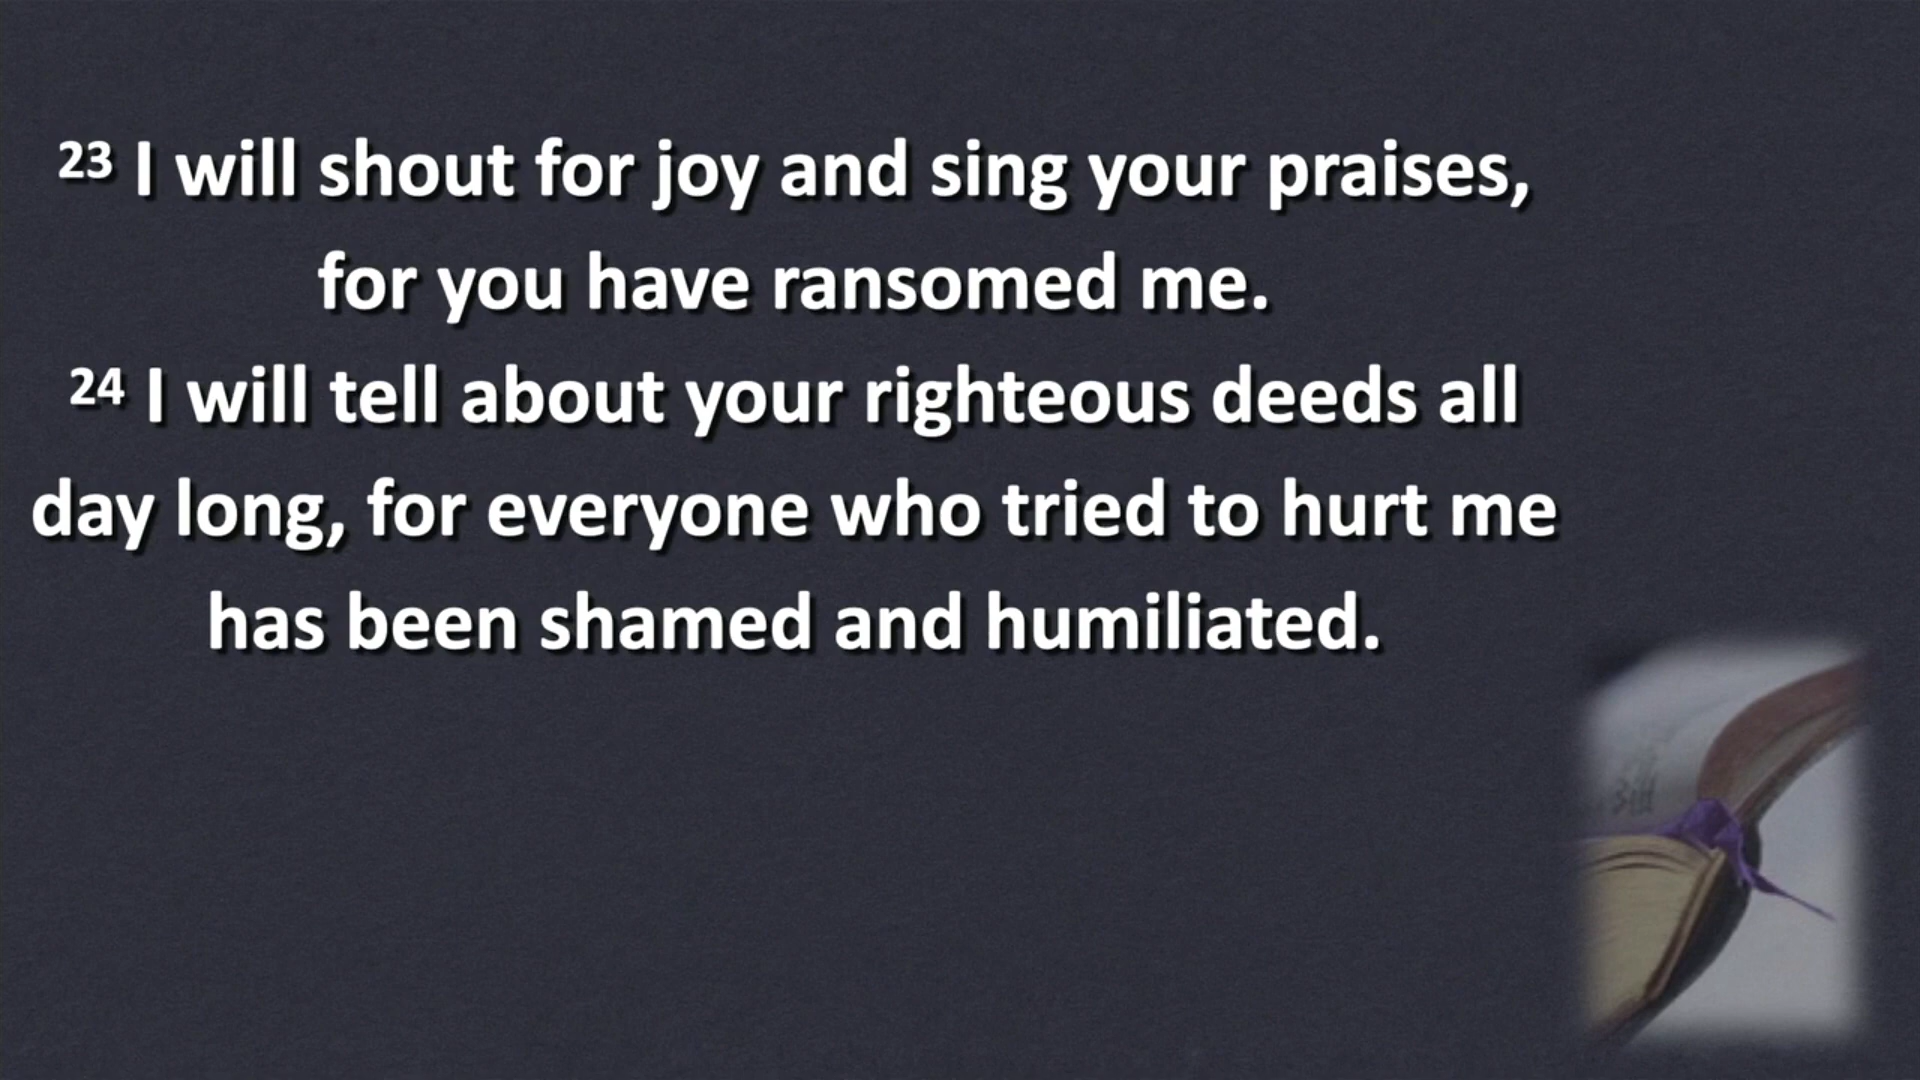 23 I will shout for joy and sing your praises,
for you have ransomed me.
24 I will tell about your righteous deeds all
day long, for everyone who tried to hurt me
has been shamed and humiliated.